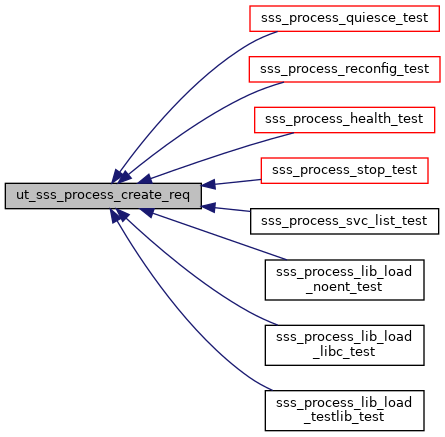 sss_process_quiesce_test
sss_process_reconfig_test
sss_process_health_test
sss_process_stop_test
ut_sss_process_create_req
sss_process_svc_list_test
sss_process_lib_load
_noent_test
sss_process_lib_load
_libc_test
sss_process_lib_load
_testlib_test